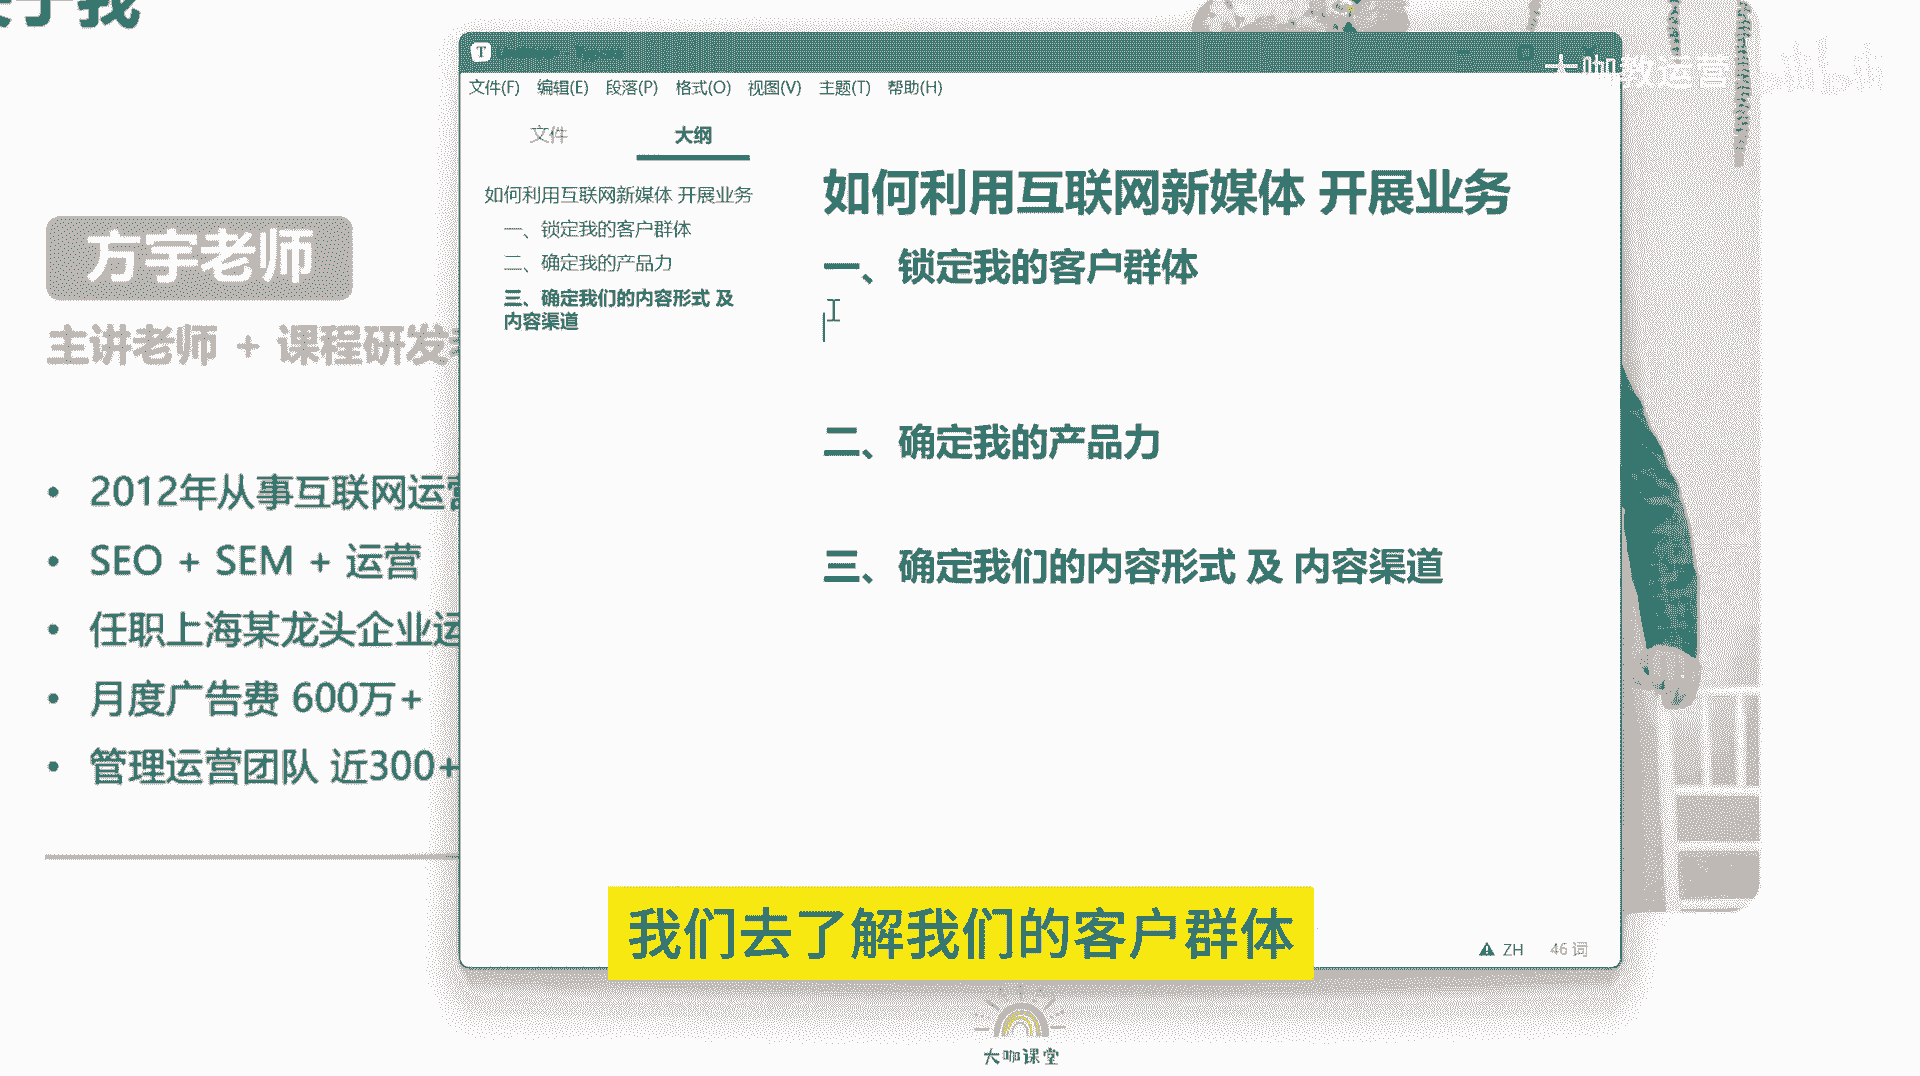 于我
方宇老师
主讲老师 + 课程研发
2012年从事互联网运营
SEO + SEM + 运营
任职上海某龙头企业运
月度广告费 600万+
管理运营团队 近300+
T
大咖教运营
文件(F) 编辑(E) 段落(P) 格式(O) 视图(V) 主题(T) 帮助(H)
文件 大纲
如何利用互联网新媒体 开展业务
一、锁定我的客户群体
二、确定我的产品力
三、确定我们的内容形式 及
内容渠道
如何利用互联网新媒体 开展业务
一、锁定我的客户群体
二、确定我的产品力
三、确定我们的内容形式 及 内容渠道
ZH 46 词
我们去了解我们的客户群体
大咖课堂